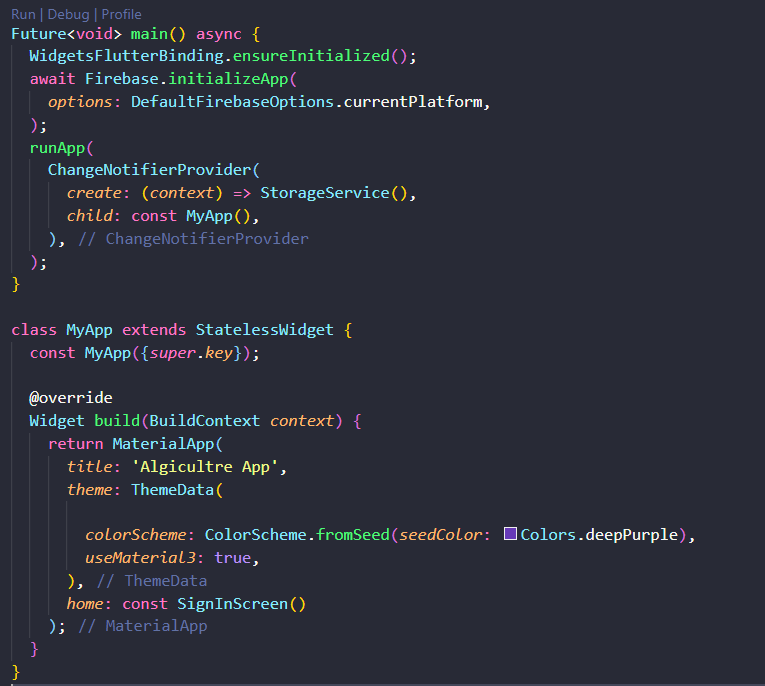 Run | Debug | Profile
Future<void> main() async {
  WidgetsFlutterBinding.ensureInitialized();
  await Firebase.initializeApp(
    options: DefaultFirebaseOptions.currentPlatform,
  );
  runApp(
    ChangeNotifierProvider(
      create: (context) => StorageService(),
      child: const MyApp(),
    ), // ChangeNotifierProvider
  );
}

class MyApp extends StatelessWidget {
  const MyApp({super.key});

  @override
  Widget build(BuildContext context) {
    return MaterialApp(
      title: 'Algicultre App',
      theme: ThemeData(

        colorScheme: ColorScheme.fromSeed(seedColor: Colors.deepPurple),
        useMaterial3: true,
      ), // ThemeData
      home: const SignInScreen()
    ); // MaterialApp
  }
}